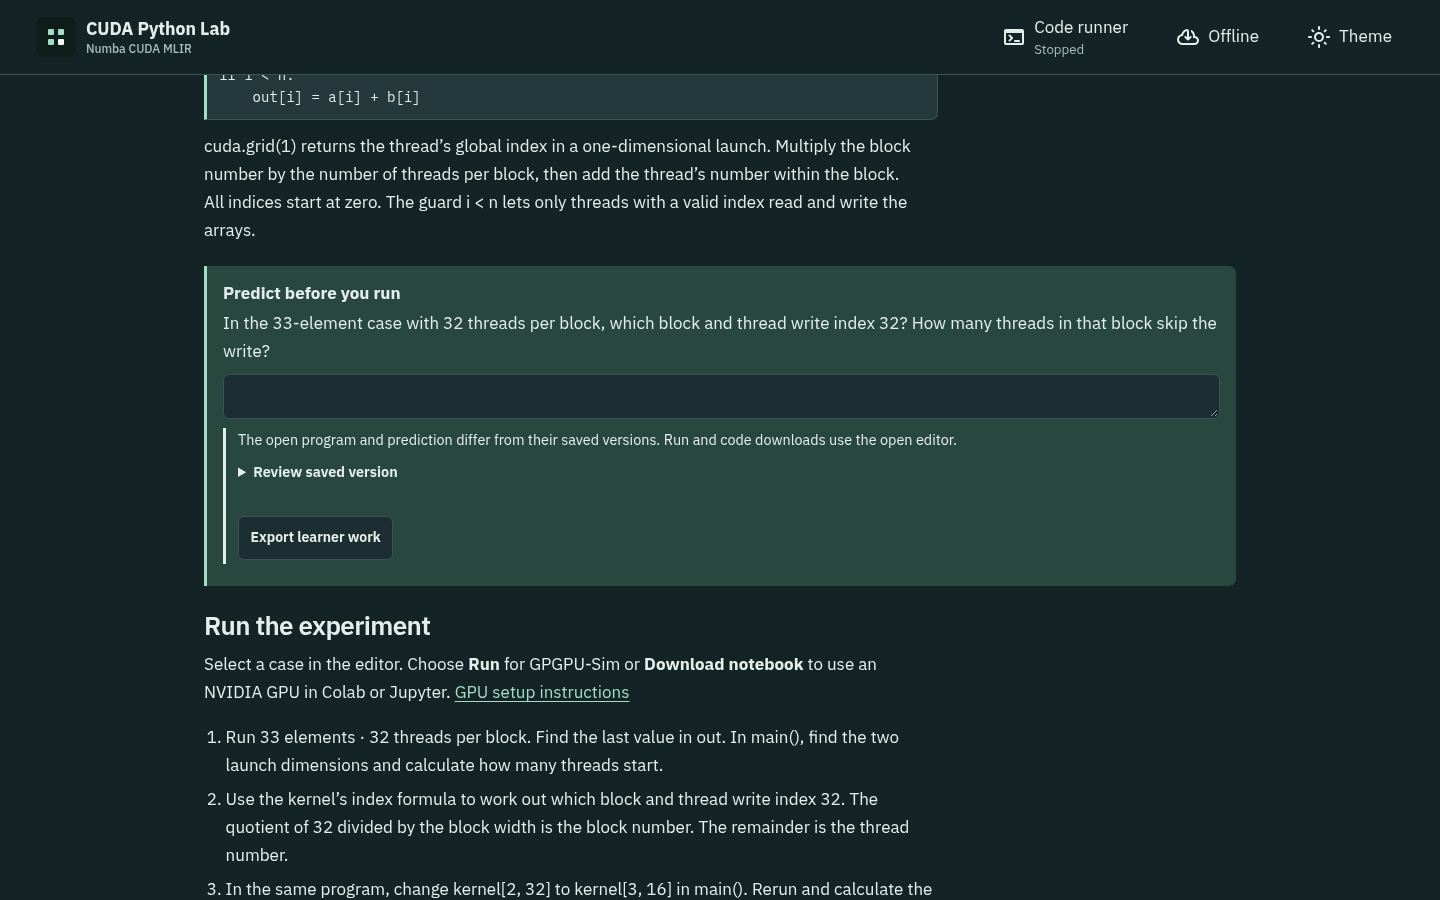 CUDA Python Lab
Numba CUDA MLIR
Code runner
Stopped
Offline
Theme
if i < n:
out[i] = a[i] + b[i]
cuda.grid(1) returns the thread’s global index in a one-dimensional launch. Multiply the block
number by the number of threads per block, then add the thread’s number within the block.
All indices start at zero. The guard i < n lets only threads with a valid index read and write the
arrays.
Predict before you run
In the 33-element case with 32 threads per block, which block and thread write index 32? How many threads in that block skip the
write?
The open program and prediction differ from their saved versions. Run and code downloads use the open editor.
Review saved version
Export learner work
Run the experiment
Select a case in the editor. Choose Run for GPGPU-Sim or Download notebook to use an
NVIDIA GPU in Colab or Jupyter. GPU setup instructions
1. Run 33 elements · 32 threads per block. Find the last value in out. In main(), find the two
launch dimensions and calculate how many threads start.
2. Use the kernel’s index formula to work out which block and thread write index 32. The
quotient of 32 divided by the block width is the block number. The remainder is the thread
number.
3. In the same program, change kernel[2, 32] to kernel[3, 16] in main(). Rerun and calculate the